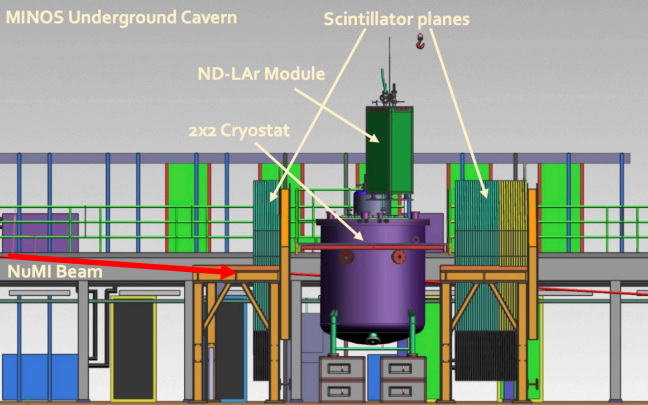 MINOS Underground Cavern
Scintillator planes
ND-LAr Module
2x2 Cryostat
NuMI Beam